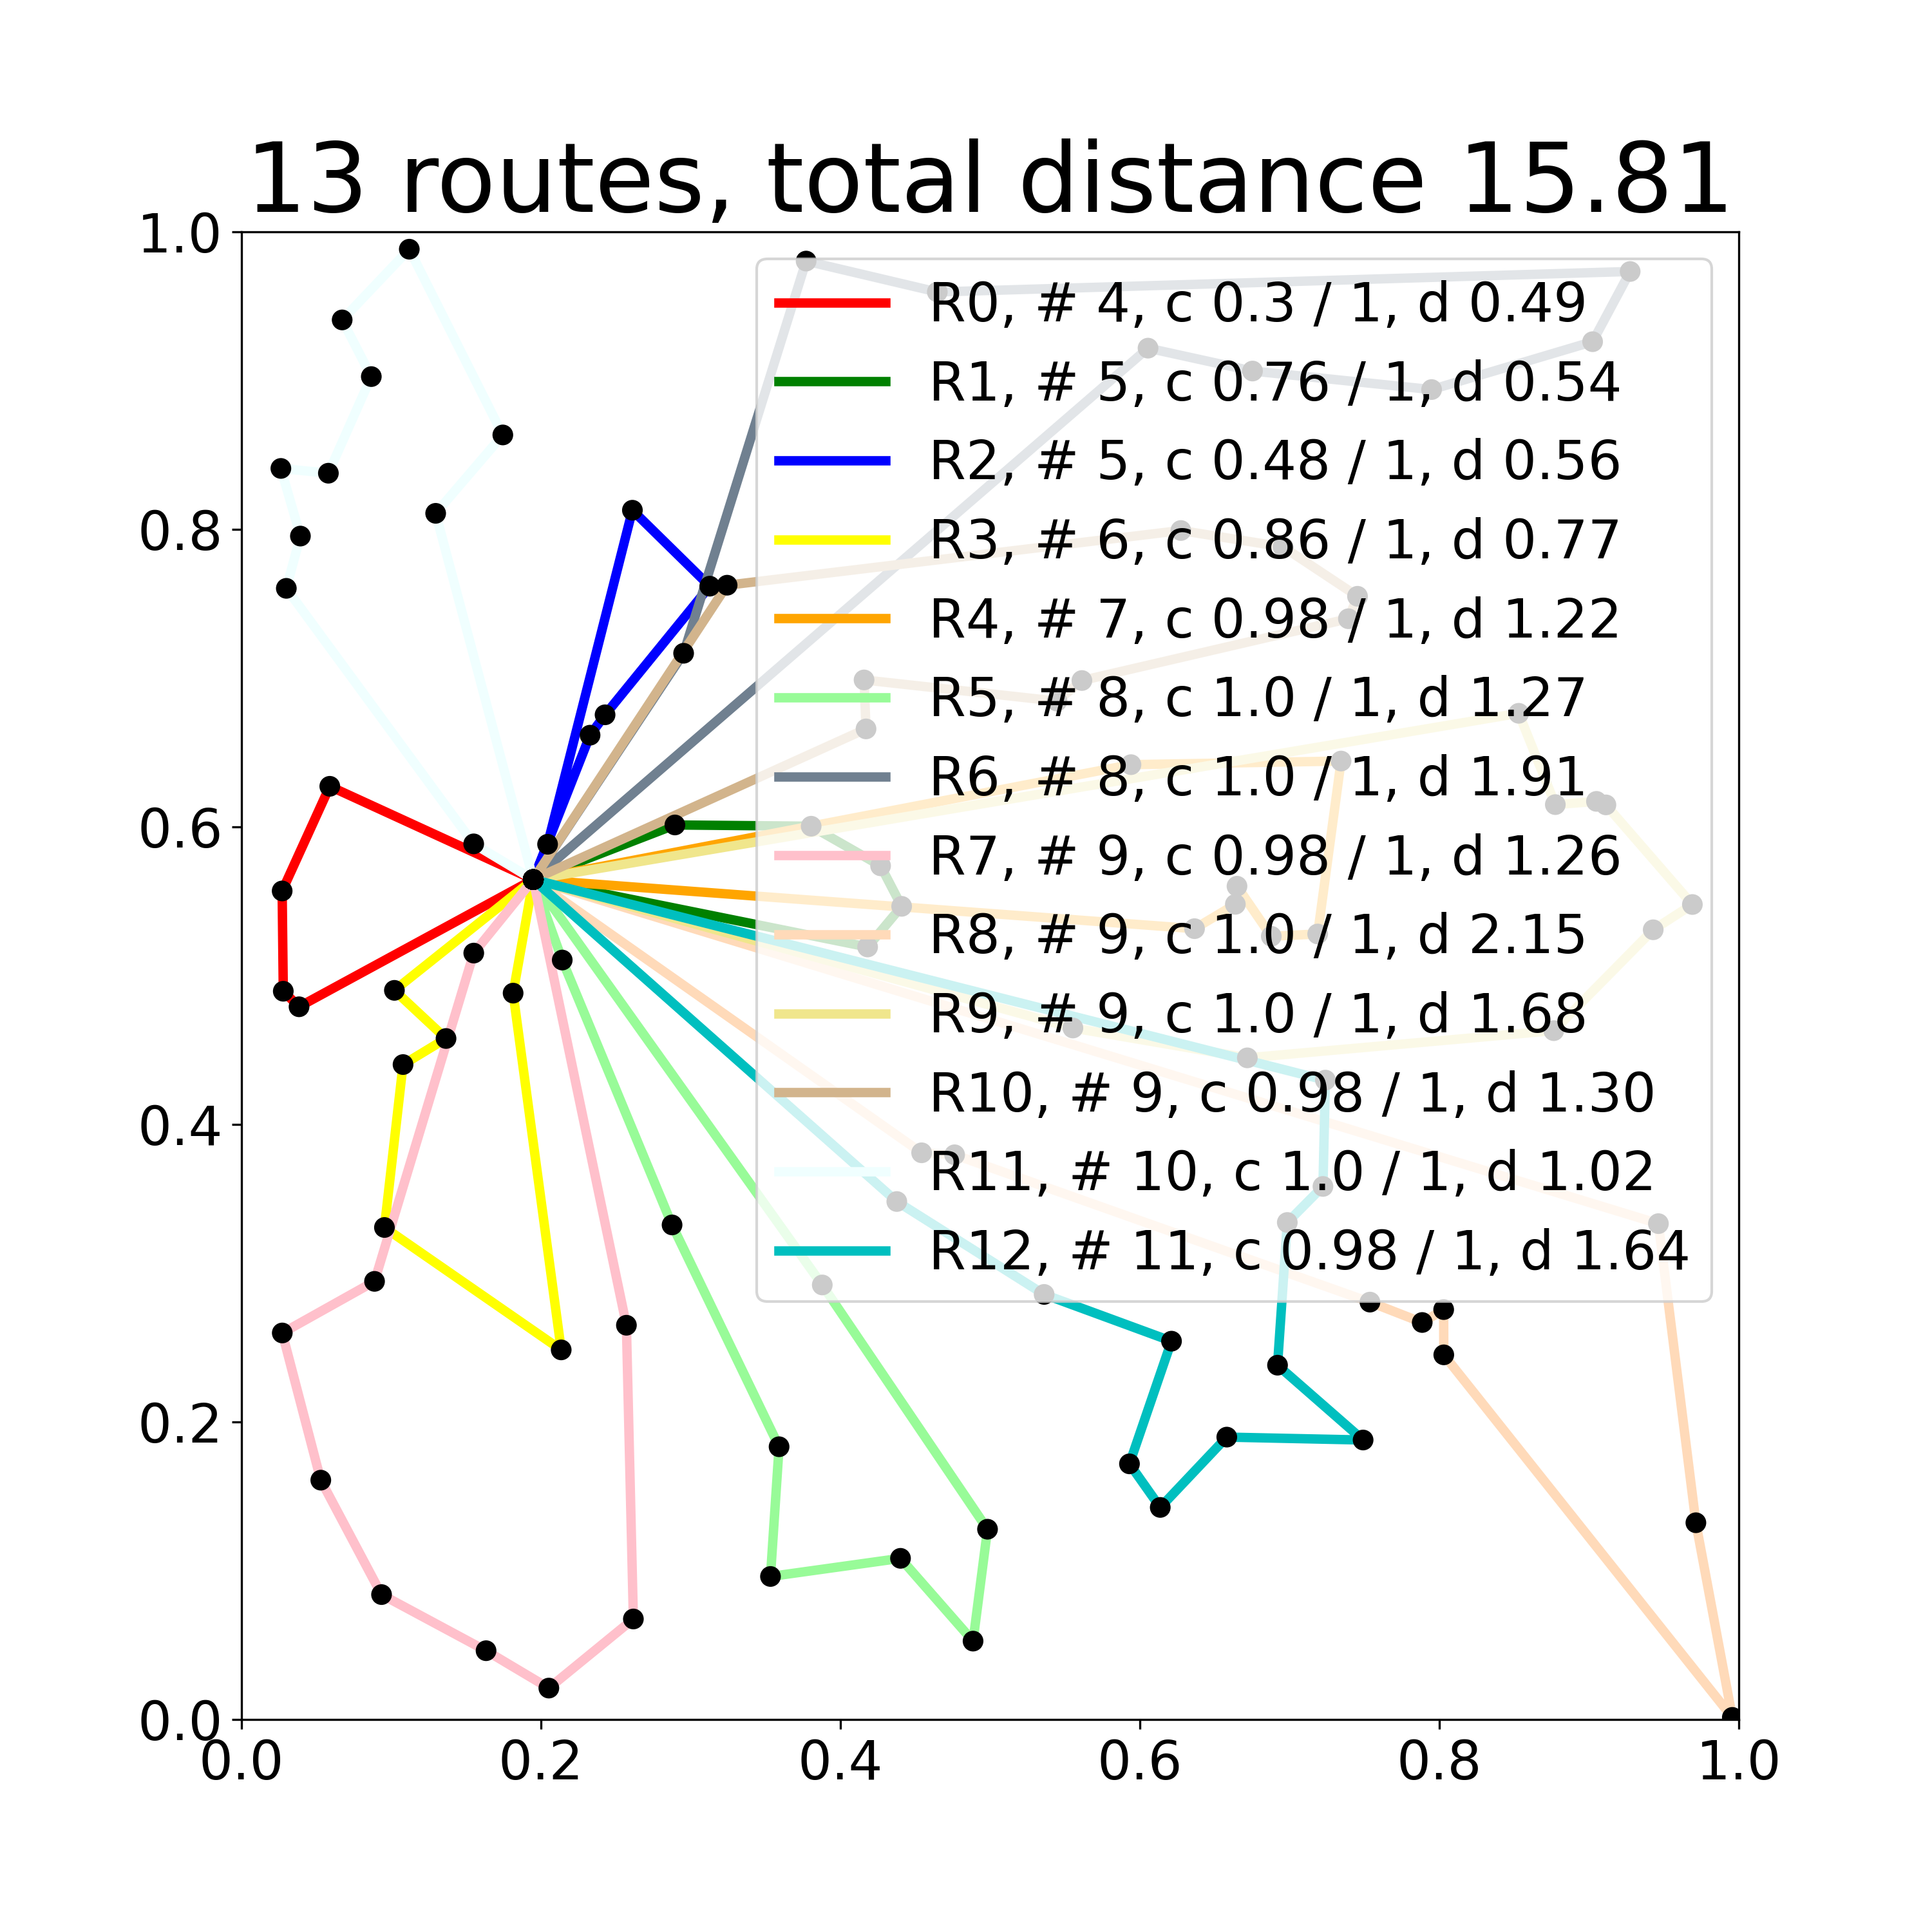 13 routes, total distance 15.81
1.0
0.8
0.6
0.4
0.2
0.0
0.0 0.2 0.4 0.6 0.8 1.0
R0, # 4, c 0.3 / 1, d 0.49
R1, # 5, c 0.76 / 1, d 0.54
R2, # 5, c 0.48 / 1, d 0.56
R3, # 6, c 0.86 / 1, d 0.77
R4, # 7, c 0.98 / 1, d 1.22
R5, # 8, c 1.0 / 1, d 1.27
R6, # 8, c 1.0 / 1, d 1.91
R7, # 9, c 0.98 / 1, d 1.26
R8, # 9, c 1.0 / 1, d 2.15
R9, # 9, c 1.0 / 1, d 1.68
R10, # 9, c 0.98 / 1, d 1.30
R11, # 10, c 1.0 / 1, d 1.02
R12, # 11, c 0.98 / 1, d 1.64